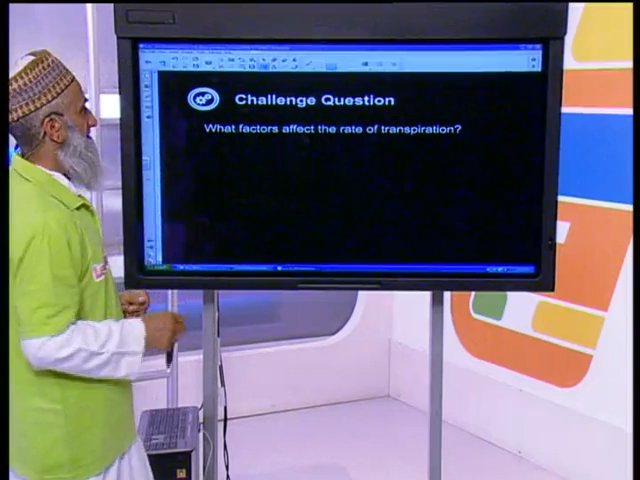 Challenge Question
What factors affect the rate of transpiration?